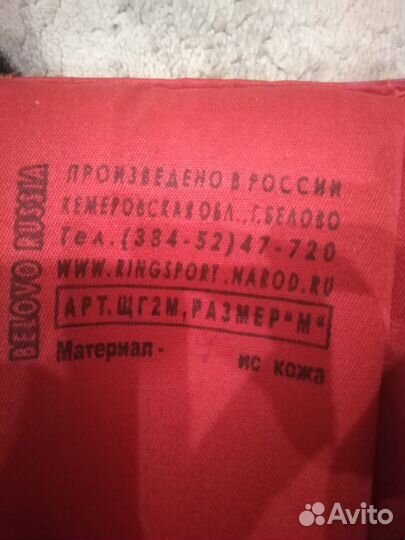 BELOVO RUSSIA
ПРОИЗВЕДЕНО В РОССИИ
КЕМЕРОВСКАЯ ОБЛ., Г.БЕЛОВО
Тел.(384-52)47-720
WWW.RINGSPORT.NAROD.RU
АРТ.ЩГ2М, РАЗМЕР "М"
Материал - ис кожа
Avito